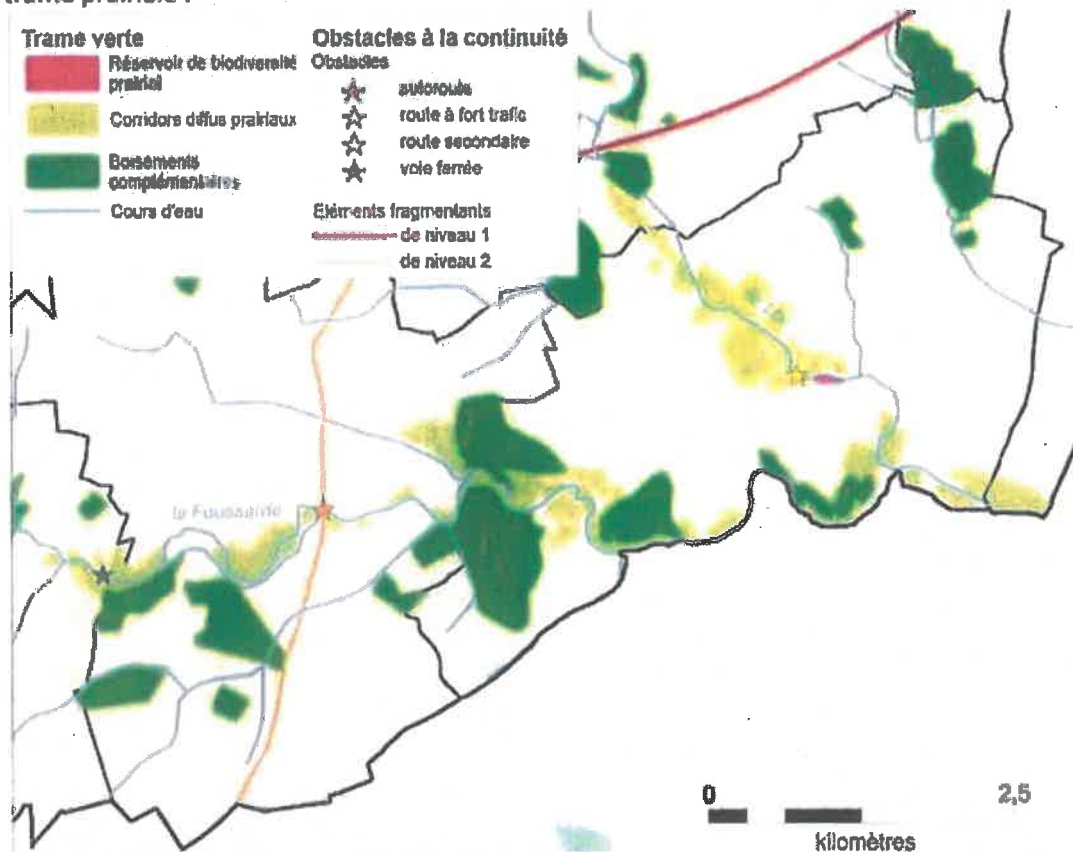 trame prairiale :
Trame verte
Réservoir de biodiversité
prairial
Corridors diffus prairiaux
Boisements
complémentaires
Cours d'eau
Obstacles à la continuité
Obstacles
autoroute
route à fort trafic
route secondaire
voie ferrée
Eléments fragmentants
de niveau 1
de niveau 2
la
0 2,5
kilomètres